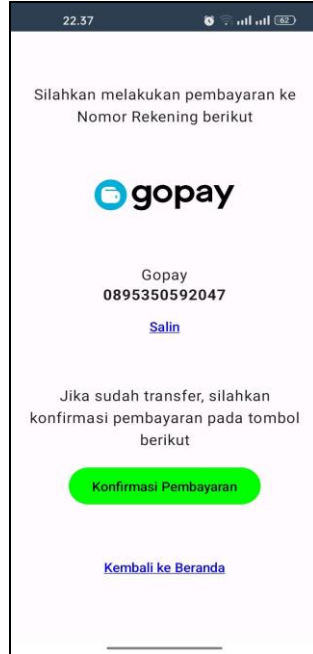 22.37
62
Silahkan melakukan pembayaran ke
Nomor Rekening berikut
gopay
Gopay
0895350592047
Salin
Jika sudah transfer, silahkan
konfirmasi pembayaran pada tombol
berikut
Konfirmasi Pembayaran
Kembali ke Beranda